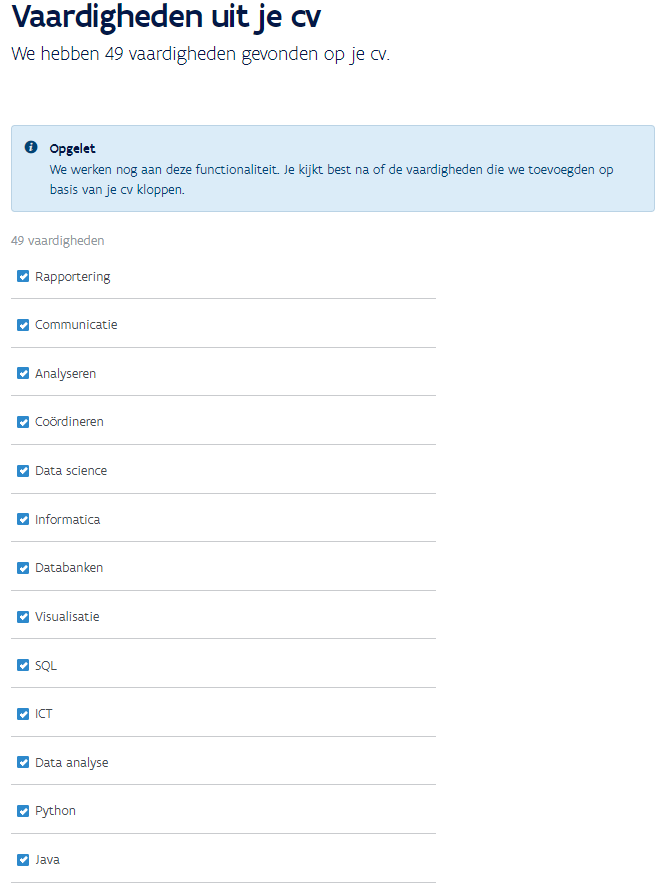 Vaardigheden uit je cv
We hebben 49 vaardigheden gevonden op je cv.
Opgelet
We werken nog aan deze functionaliteit. Je kijkt best na of de vaardigheden die we toevoegden op
basis van je cv kloppen.
49 vaardigheden
Rapportering
Communicatie
Analyseren
Coördineren
Data science
Informatica
Databanken
Visualisatie
SQL
ICT
Data analyse
Python
Java